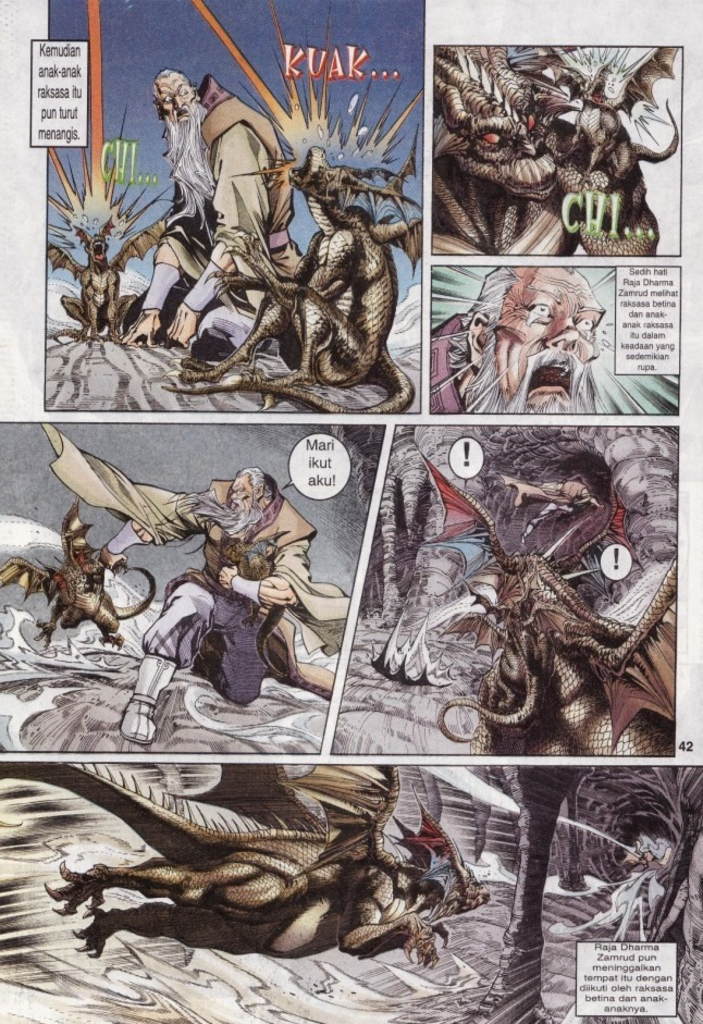 Kemudian
anak-anak
raksasa itu
pun turut
menangis.
KUAK...
CHI...
CHI...
Sedih hati
Raja Dharma
Zamrud melihat
raksasa betina
dan anak-
anak raksasa
itu dalam
keadaan yang
sedemikian
rupa.
Mari
ikut
aku!
!
!
42
Raja Dharma
Zamrud pun
meninggalkan
tempat itu dengan
diikuti oleh raksasa
betina dan anak-
anaknya.